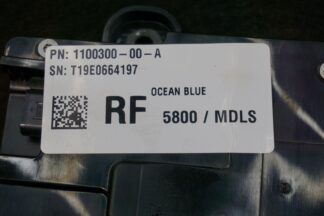 PN: 1100300-00-A
SN: T19E0664197
OCEAN BLUE
RF 5800 / MDLS